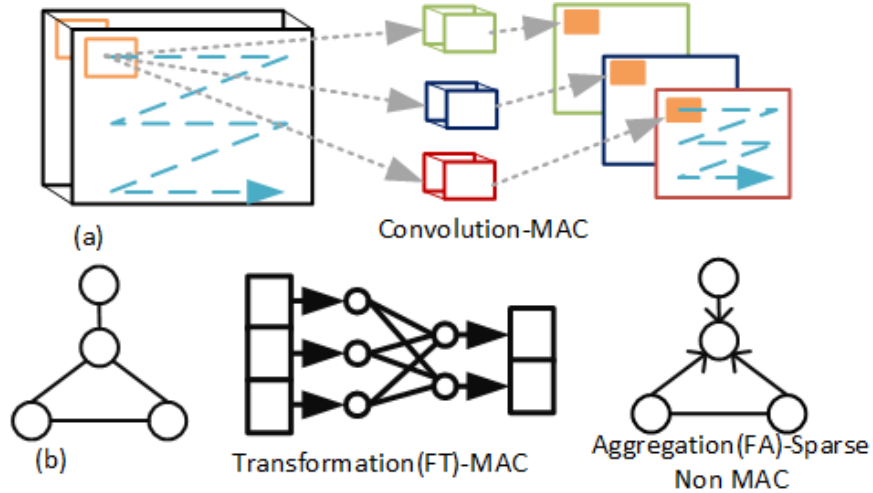 (a)
Convolution-MAC
(b)
Transformation(FT)-MAC
Aggregation(FA)-Sparse
Non MAC